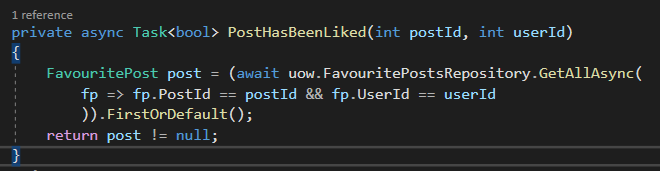 1 reference
private async Task<bool> PostHasBeenLiked(int postId, int userId)
{
FavouritePost post = (await uow.FavouritePostsRepository.GetAllAsync(
fp => fp.PostId == postId && fp.UserId == userId
)).FirstOrDefault();
return post != null;
}